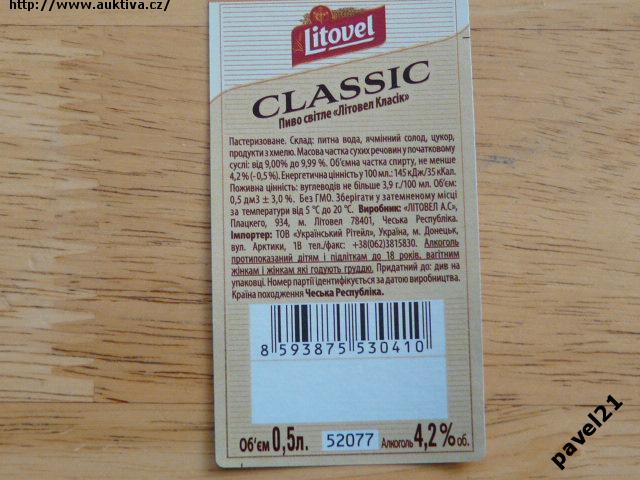 http://www.auktiva.cz/
Litovel
CLASSIC
Пиво світле «Літовел Класік»
Пастеризоване. Склад: питна вода, ячмінний солод, цукор,
продукти з хмелю. Масова частка сухих речовин у початковому
суслі: від 9,00% до 9,99 %. Об'ємна частка спирту, не менше
4,2 % (- 0,5%). Енергетична цінність у 100 мл.: 145 кДж/35 кКал.
Поживна цінність: вуглеводів не більше 3,9 г./100 мл. Об'єм:
0,5 дм3 ± 3,0 %. Без ГМО. Зберігати у затемненому місці
за температури від 5 °C до 20 °C. Виробник: «ЛІТОВЕЛ А.С»,
Плацкего, 934, м. Літовел 78401, Чеська Республіка.
Імпортер: ТОВ «Український Рітейл», Україна, м. Донецьк,
вул. Арктики, 1В тел./факс: +38(062)3815830. Алкоголь
протипоказаний дітям і підліткам до 18 років, вагітним
жінкам і жінкам які годують груддю. Придатний до: див на
упаковці. Номер партії ідентифікується за датою виробництва.
Країна походження Чеська Республіка.
8 593875 530410
Об'єм 0,5л. 52077 Алкоголь 4,2% об.
pavel21